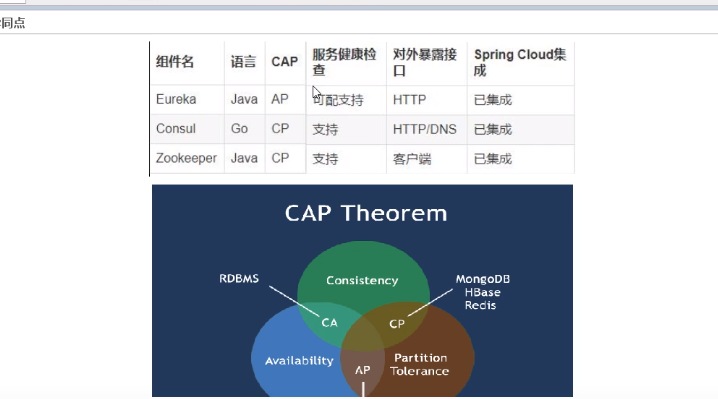 同点
组件名 语言 CAP 服务健康检查 对外暴露接口 Spring Cloud集成
Eureka Java AP 可配支持 HTTP 已集成
Consul Go CP 支持 HTTP/DNS 已集成
Zookeeper Java CP 支持 客户端 已集成
CAP Theorem
RDBMS
Consistency
MongoDB
HBase
Redis
CA
CP
Availability
Partition
Tolerance
AP